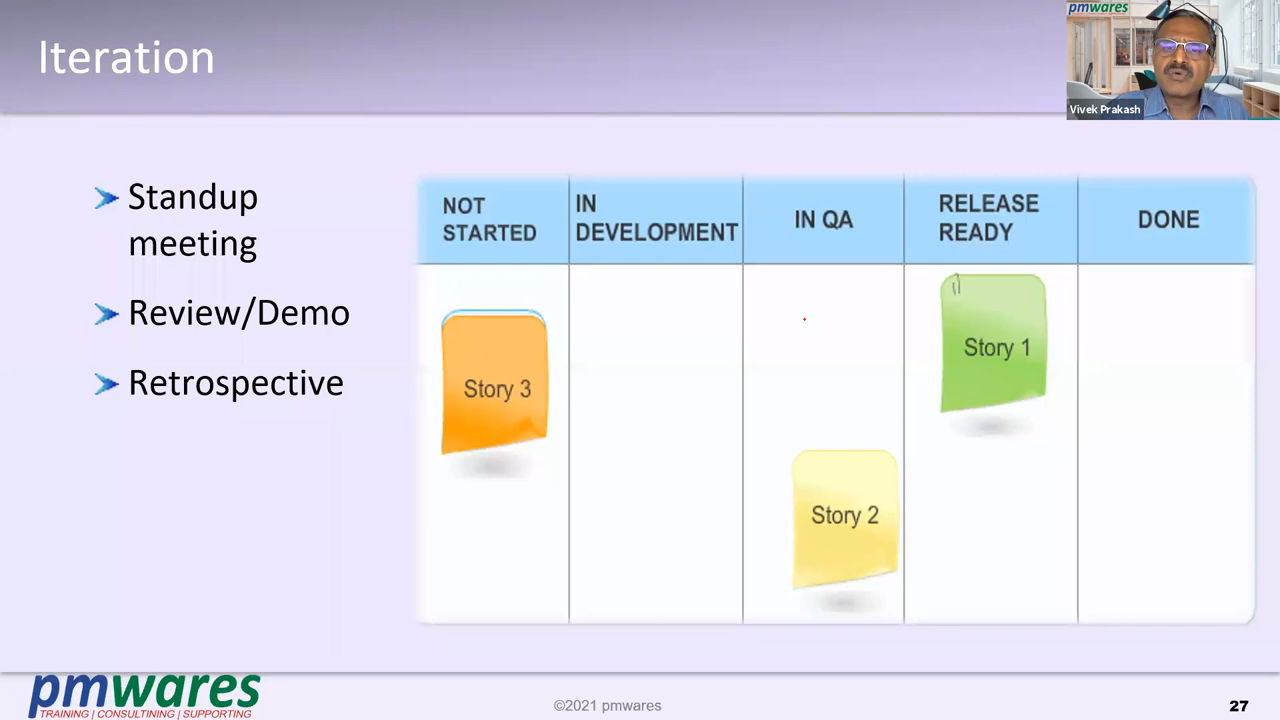 Iteration
pmwares
Vivek Prakash
Standup
meeting
Review/Demo
Retrospective
NOT
STARTED
IN
DEVELOPMENT
IN QA
RELEASE
READY
DONE
Story 3
Story 1
Story 2
pmwares
TRAINING | CONSULTINING | SUPPORTING
©2021 pmwares
27